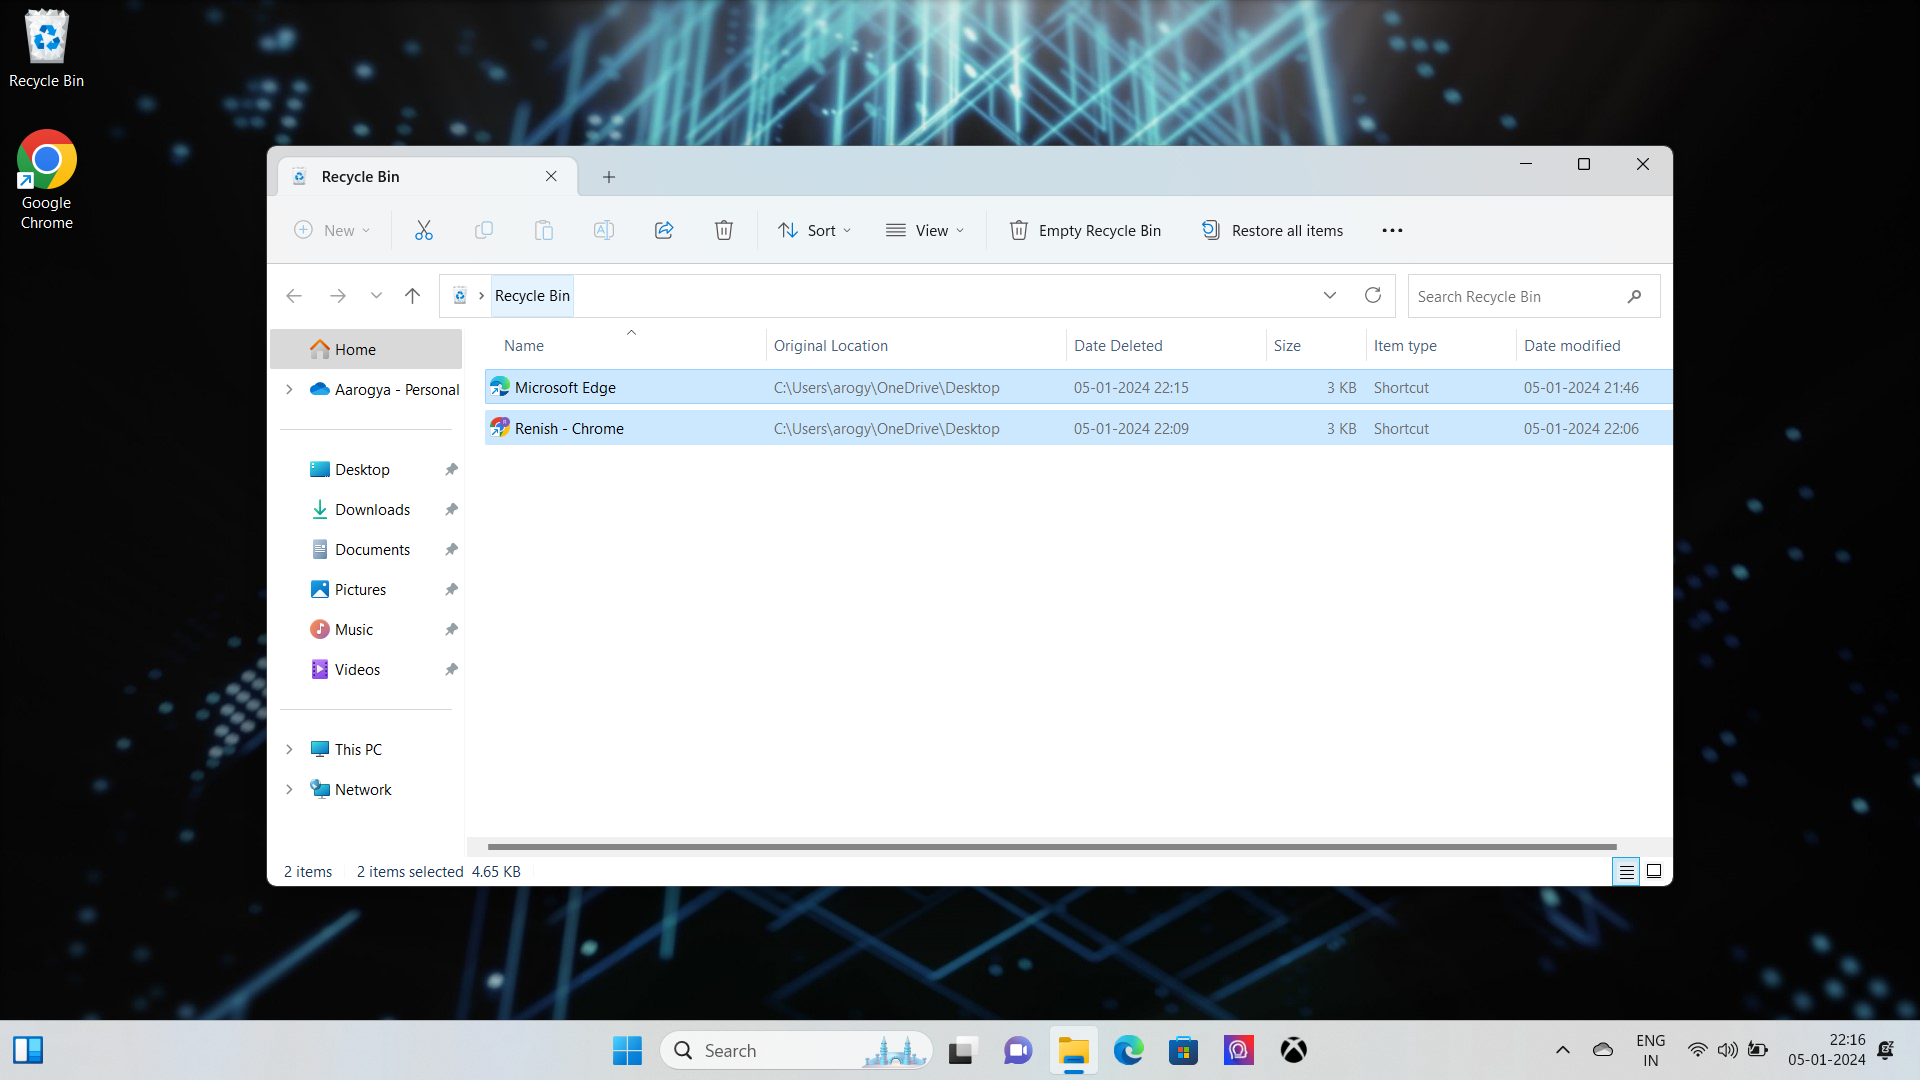 Recycle Bin
Google
Chrome
Recycle Bin
New
Sort
View
Empty Recycle Bin
Restore all items
Recycle Bin
Search Recycle Bin
Home
Aarogya - Personal
Desktop
Downloads
Documents
Pictures
Music
Videos
This PC
Network
Name Original Location Date Deleted Size Item type Date modified
Microsoft Edge C:\Users\arogy\OneDrive\Desktop 05-01-2024 22:15 3 KB Shortcut 05-01-2024 21:46
Renish - Chrome C:\Users\arogy\OneDrive\Desktop 05-01-2024 22:09 3 KB Shortcut 05-01-2024 22:06
2 items 2 items selected 4.65 KB
Search
ENG
IN
22:16
05-01-2024